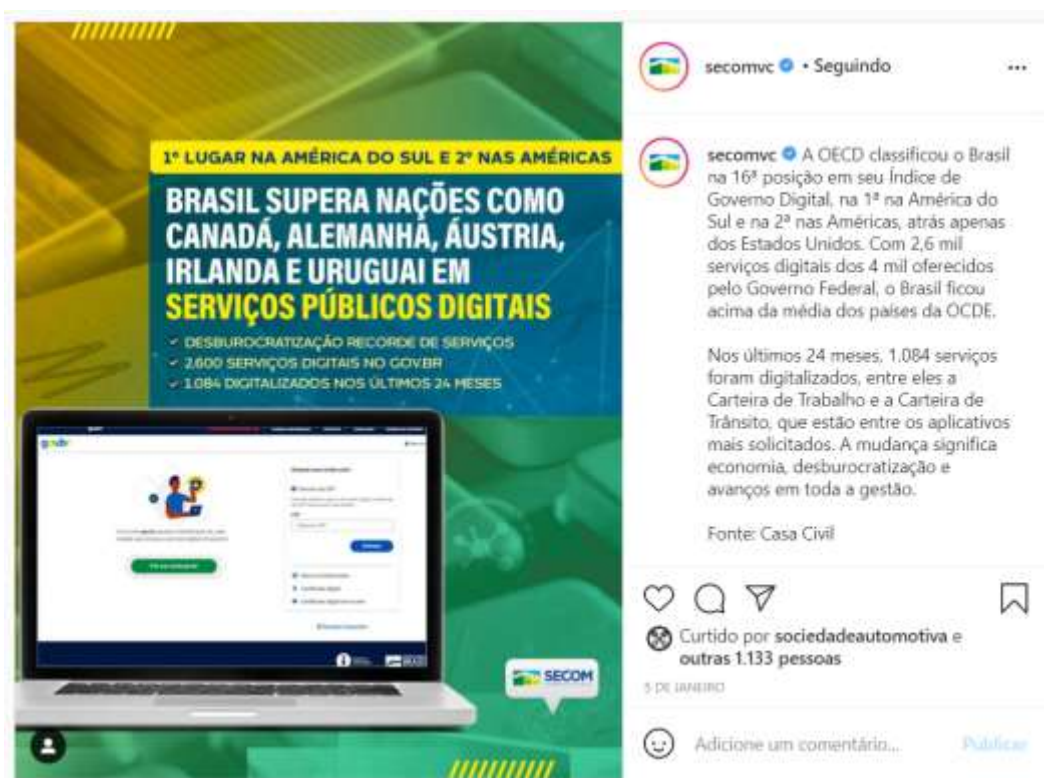 1º LUGAR NA AMÉRICA DO SUL E 2º NAS AMÉRICAS
BRASIL SUPERA NAÇÕES COMO
CANADÁ, ALEMANHA, ÁUSTRIA,
IRLANDA E URUGUAI EM
SERVIÇOS PÚBLICOS DIGITAIS
DESBUROCRATIZAÇÃO RECORDE DE SERVIÇOS
2.600 SERVIÇOS DIGITAIS NO GOV.BR
1.084 DIGITALIZADOS NOS ÚLTIMOS 24 MESES
gov.br
SECOM
secomvc • Seguindo
secomvc A OECD classificou o Brasil
na 16ª posição em seu Índice de
Governo Digital, na 1ª na América do
Sul e na 2ª nas Américas, atrás apenas
dos Estados Unidos. Com 2,6 mil
serviços digitais dos 4 mil oferecidos
pelo Governo Federal, o Brasil ficou
acima da média dos países da OCDE.
Nos últimos 24 meses, 1.084 serviços
foram digitalizados, entre eles a
Carteira de Trabalho e a Carteira de
Trânsito, que estão entre os aplicativos
mais solicitados. A mudança significa
economia, desburocratização e
avanços em toda a gestão.
Fonte: Casa Civil
Curtido por sociedadeautomotiva e
outras 1.133 pessoas
5 DE JANEIRO
Adicione um comentário...
Publicar